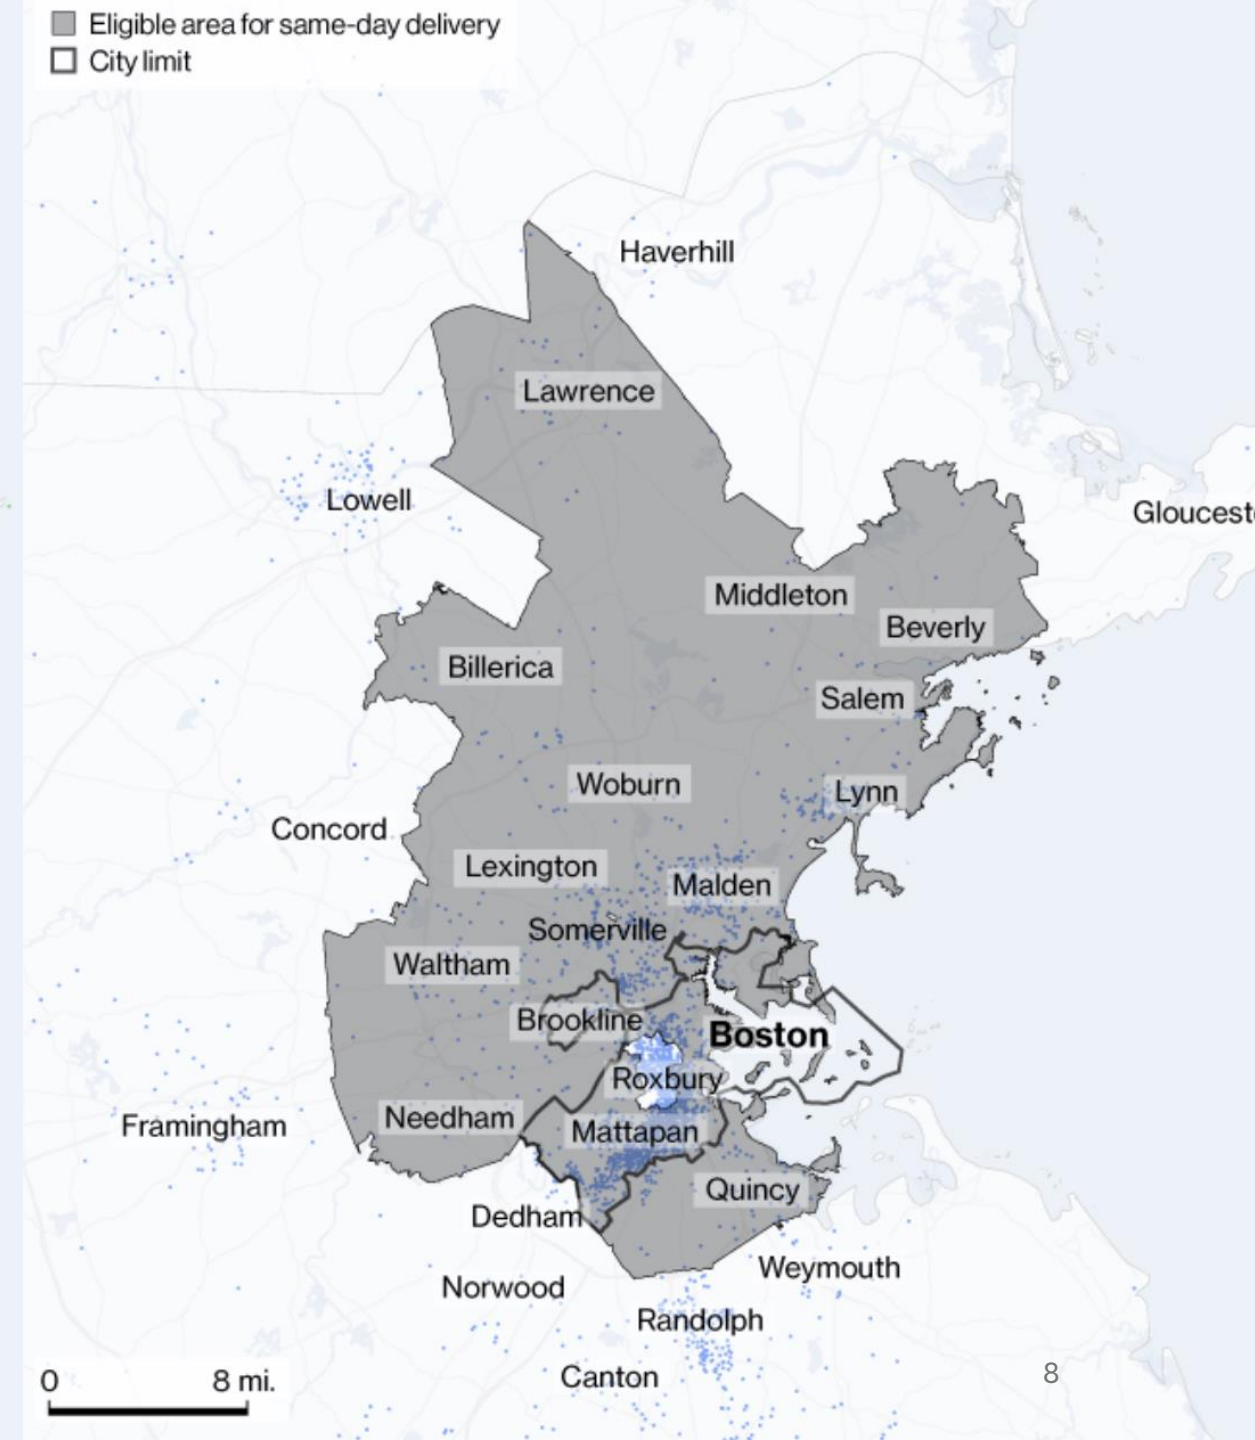 Eligible area for same-day delivery
City limit
Haverhill
Lawrence
Lowell
Gloucest
Middleton
Beverly
Billerica
Salem
Woburn
Lynn
Concord
Lexington
Malden
Somerville
Waltham
Brookline
Boston
Roxbury
Framingham
Needham
Mattapan
Quincy
Dedham
Weymouth
Norwood
Randolph
Canton
8
0 8 mi.